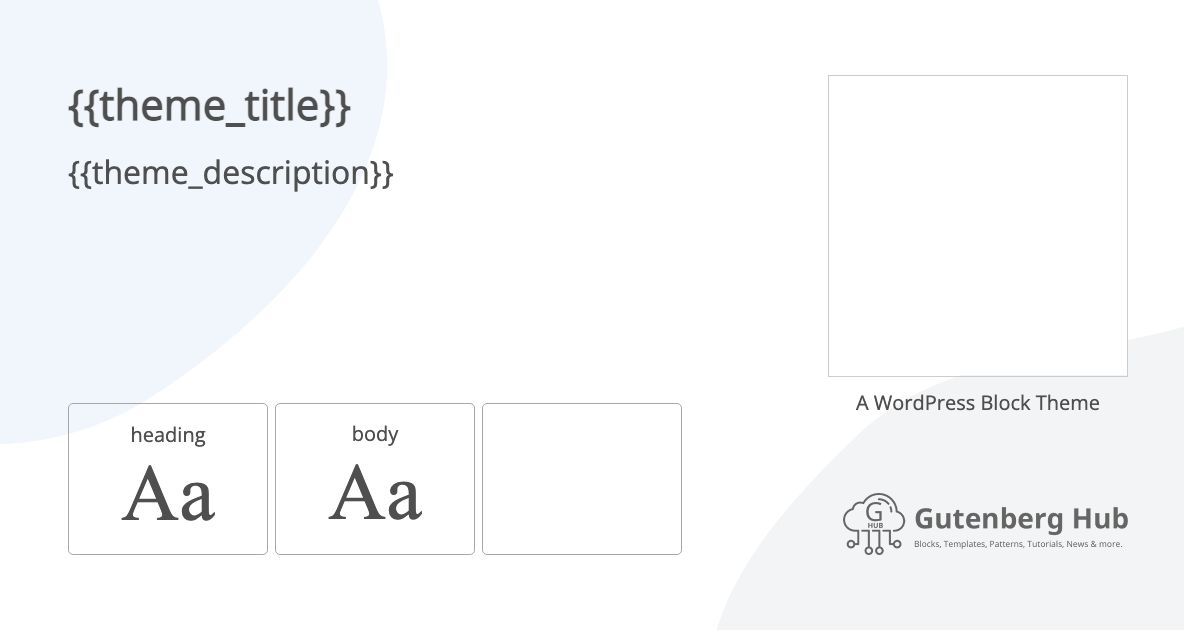 {{theme_title}}
{{theme_description}}
heading
Aa
body
Aa
A WordPress Block Theme
G
HUB
Gutenberg Hub
Blocks, Templates, Patterns, Tutorials, News & more.